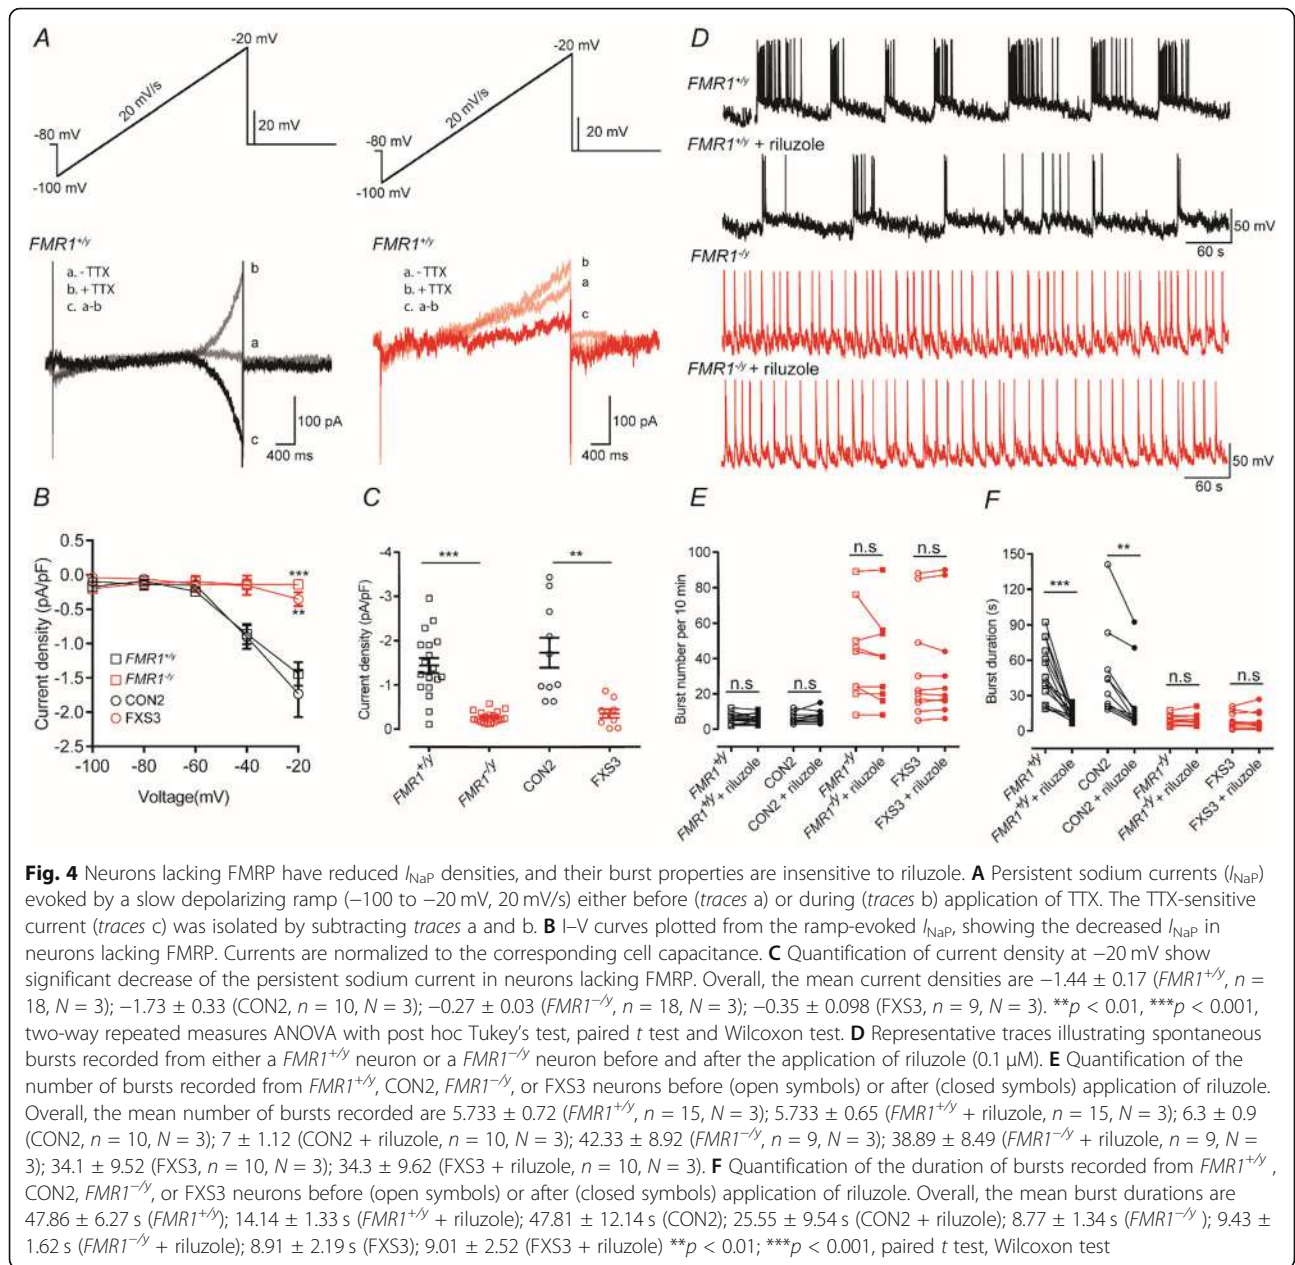 A
-20 mV
20 mV/s
20 mV
-80 mV
-100 mV
-20 mV
20 mV/s
20 mV
-80 mV
-100 mV
FMR1+/y
a. - TTX
b. + TTX
c. a-b
b
a
c
100 pA
400 ms
FMR1+/y
a. - TTX
b. + TTX
c. a-b
b
a
c
100 pA
400 ms
D
FMR1+/y
FMR1+/y + riluzole
50 mV
60 s
FMR1-/y
FMR1-/y + riluzole
50 mV
60 s
B
Current density (pA/pF)
0.5
0.0
-0.5
-1.0
-1.5
-2.0
-2.5
***
**
FMR1+/y
FMR1-/y
CON2
FXS3
-100 -80 -60 -40 -20
Voltage(mV)
C
Current density (pA/pF)
-4
-3
-2
-1
0
***
**
FMR1+/y
FMR1-/y
CON2
FXS3
E
Burst number per 10 min
100
80
60
40
20
0
n.s
n.s
n.s
n.s
FMR1+/y
FMR1+/y + riluzole
CON2
CON2 + riluzole
FMR1-/y
FMR1-/y + riluzole
FXS3
FXS3 + riluzole
F
Burst duration (s)
150
120
90
60
30
0
***
**
n.s
n.s
FMR1+/y
FMR1+/y + riluzole
CON2
CON2 + riluzole
FMR1-/y
FMR1-/y + riluzole
FXS3
FXS3 + riluzole
Fig. 4 Neurons lacking FMRP have reduced INaP densities, and their burst properties are insensitive to riluzole. A Persistent sodium currents (INaP)
evoked by a slow depolarizing ramp (−100 to −20 mV, 20 mV/s) either before (traces a) or during (traces b) application of TTX. The TTX-sensitive
current (traces c) was isolated by subtracting traces a and b. B I–V curves plotted from the ramp-evoked INaP, showing the decreased INaP in
neurons lacking FMRP. Currents are normalized to the corresponding cell capacitance. C Quantification of current density at −20 mV show
significant decrease of the persistent sodium current in neurons lacking FMRP. Overall, the mean current densities are −1.44 ± 0.17 (FMR1+/y, n =
18, N = 3); −1.73 ± 0.33 (CON2, n = 10, N = 3); −0.27 ± 0.03 (FMR1−/y, n = 18, N = 3); −0.35 ± 0.098 (FXS3, n = 9, N = 3). **p < 0.01, ***p < 0.001,
two-way repeated measures ANOVA with post hoc Tukey's test, paired t test and Wilcoxon test. D Representative traces illustrating spontaneous
bursts recorded from either a FMR1+/y neuron or a FMR1−/y neuron before and after the application of riluzole (0.1 μM). E Quantification of the
number of bursts recorded from FMR1+/y, CON2, FMR1−/y, or FXS3 neurons before (open symbols) or after (closed symbols) application of riluzole.
Overall, the mean number of bursts recorded are 5.733 ± 0.72 (FMR1+/y, n = 15, N = 3); 5.733 ± 0.65 (FMR1+/y + riluzole, n = 15, N = 3); 6.3 ± 0.9
(CON2, n = 10, N = 3); 7 ± 1.12 (CON2 + riluzole, n = 10, N = 3); 42.33 ± 8.92 (FMR1−/y, n = 9, N = 3); 38.89 ± 8.49 (FMR1−/y + riluzole, n = 9, N =
3); 34.1 ± 9.52 (FXS3, n = 10, N = 3); 34.3 ± 9.62 (FXS3 + riluzole, n = 10, N = 3). F Quantification of the duration of bursts recorded from FMR1+/y ,
CON2, FMR1−/y, or FXS3 neurons before (open symbols) or after (closed symbols) application of riluzole. Overall, the mean burst durations are
47.86 ± 6.27 s (FMR1+/y); 14.14 ± 1.33 s (FMR1+/y + riluzole); 47.81 ± 12.14 s (CON2); 25.55 ± 9.54 s (CON2 + riluzole); 8.77 ± 1.34 s (FMR1−/y ); 9.43 ±
1.62 s (FMR1−/y + riluzole); 8.91 ± 2.19 s (FXS3); 9.01 ± 2.52 (FXS3 + riluzole) **p < 0.01; ***p < 0.001, paired t test, Wilcoxon test